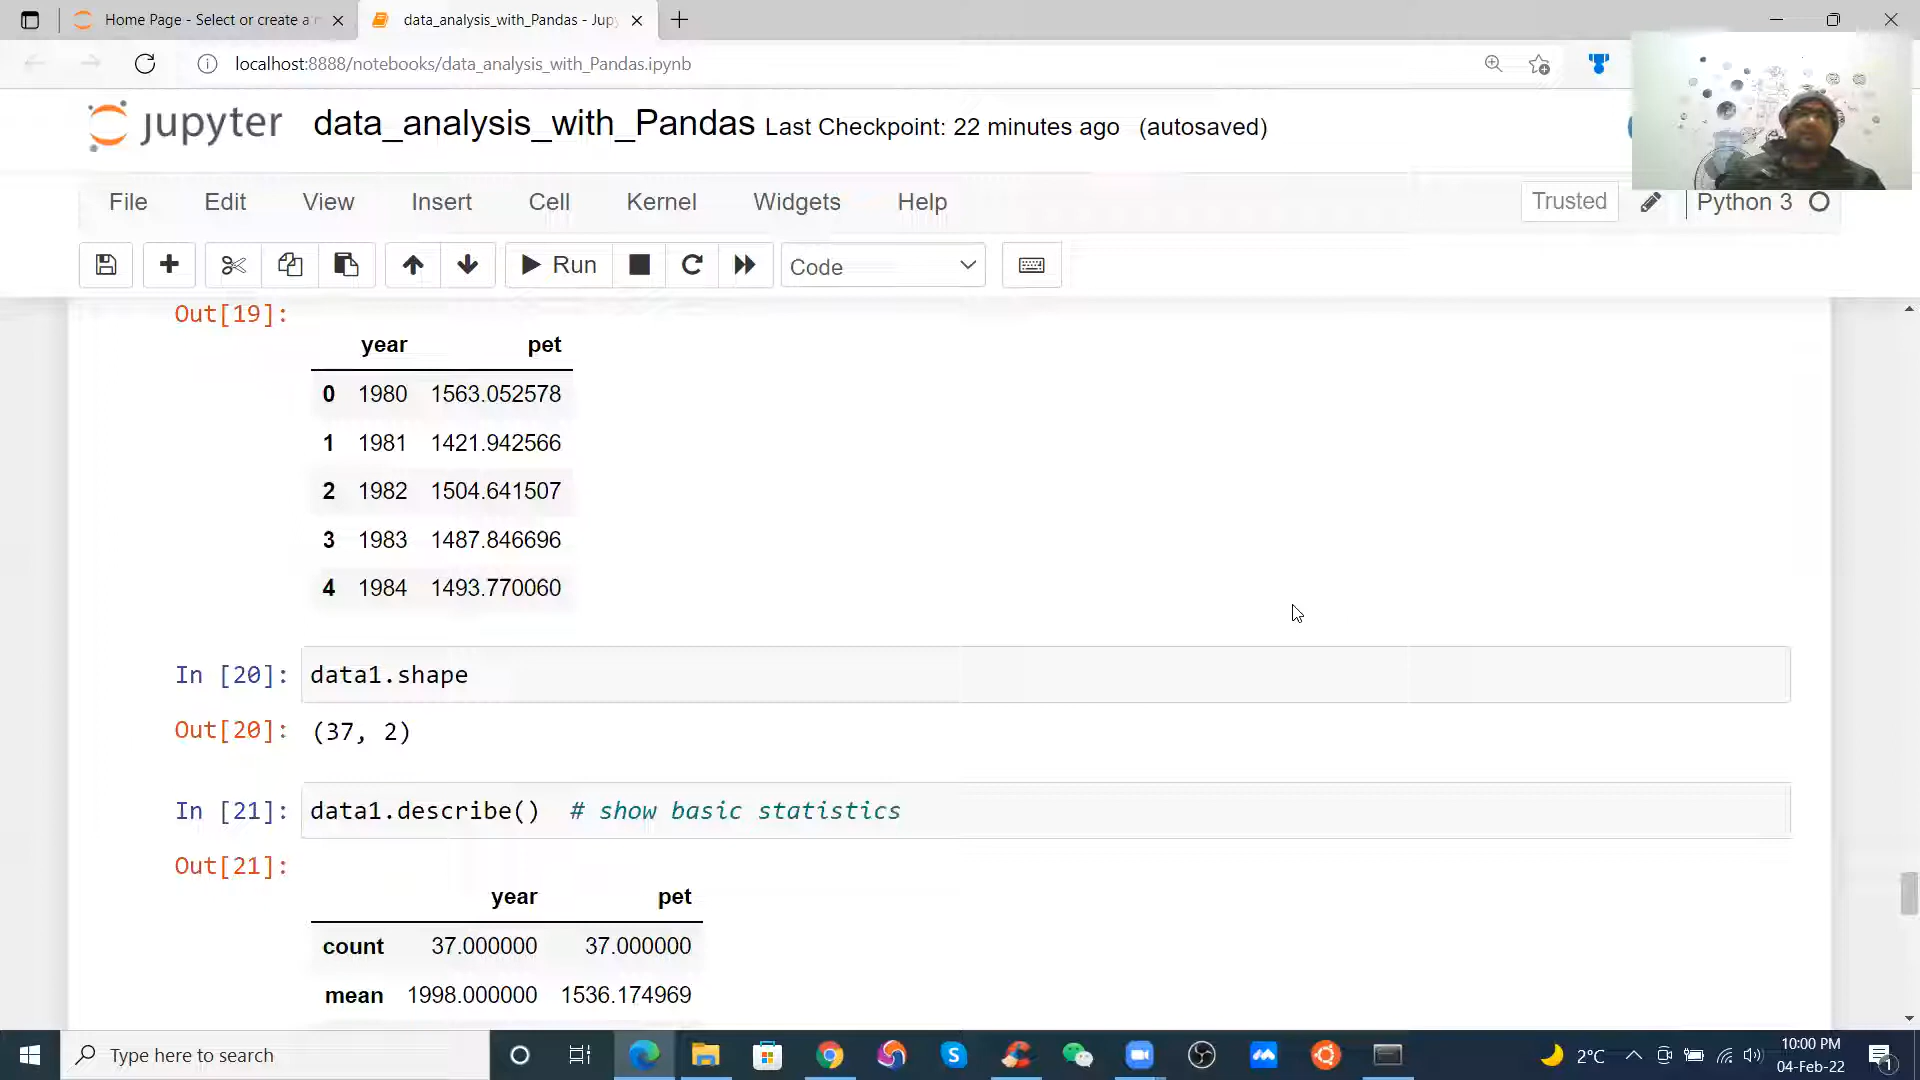 Home Page - Select or create a n
data_analysis_with_Pandas - Jup
localhost:8888/notebooks/data_analysis_with_Pandas.ipynb
jupyter data_analysis_with_Pandas Last Checkpoint: 22 minutes ago (autosaved)
File Edit View Insert Cell Kernel Widgets Help Trusted Python 3
Run Code
Out[19]:
year pet
0 1980 1563.052578
1 1981 1421.942566
2 1982 1504.641507
3 1983 1487.846696
4 1984 1493.770060
In [20]: data1.shape
Out[20]: (37, 2)
In [21]: data1.describe() # show basic statistics
Out[21]:
year pet
count 37.000000 37.000000
mean 1998.000000 1536.174969
Type here to search
2°C
10:00 PM
04-Feb-22
1